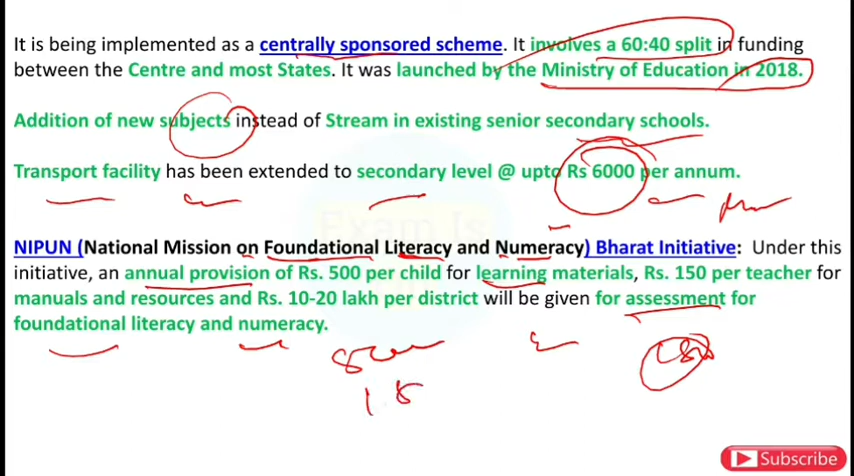 It is being implemented as a centrally sponsored scheme. It involves a 60:40 split in funding
between the Centre and most States. It was launched by the Ministry of Education in 2018.
Addition of new subjects instead of Stream in existing senior secondary schools.
Transport facility has been extended to secondary level @ upto Rs 6000 per annum.
Exam Is
NIPUN (National Mission on Foundational Literacy and Numeracy) Bharat Initiative: Under this
initiative, an annual provision of Rs. 500 per child for learning materials, Rs. 150 per teacher for
manuals and resources and Rs. 10-20 lakh per district will be given for assessment for
foundational literacy and numeracy.
Subscribe